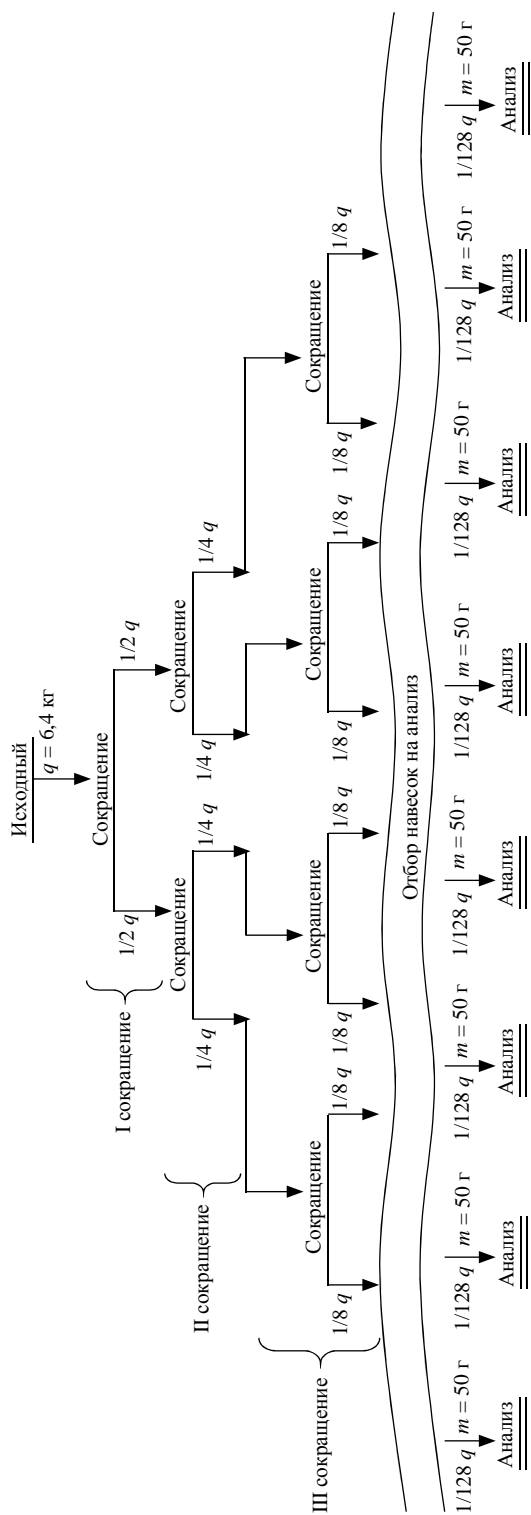 Исходный
q = 6,4 кг
Сокращение
I сокращение
1/2 q
1/2 q
Сокращение
Сокращение
II сокращение
1/4 q
1/4 q
1/4 q
1/4 q
Сокращение
Сокращение
Сокращение
Сокращение
III сокращение
1/8 q
1/8 q
1/8 q
1/8 q
1/8 q
1/8 q
1/8 q
1/8 q
Отбор навесок на анализ
1/128 q m = 50 г
1/128 q m = 50 г
1/128 q m = 50 г
1/128 q m = 50 г
1/128 q m = 50 г
1/128 q m = 50 г
1/128 q m = 50 г
1/128 q m = 50 г
Анализ
Анализ
Анализ
Анализ
Анализ
Анализ
Анализ
Анализ